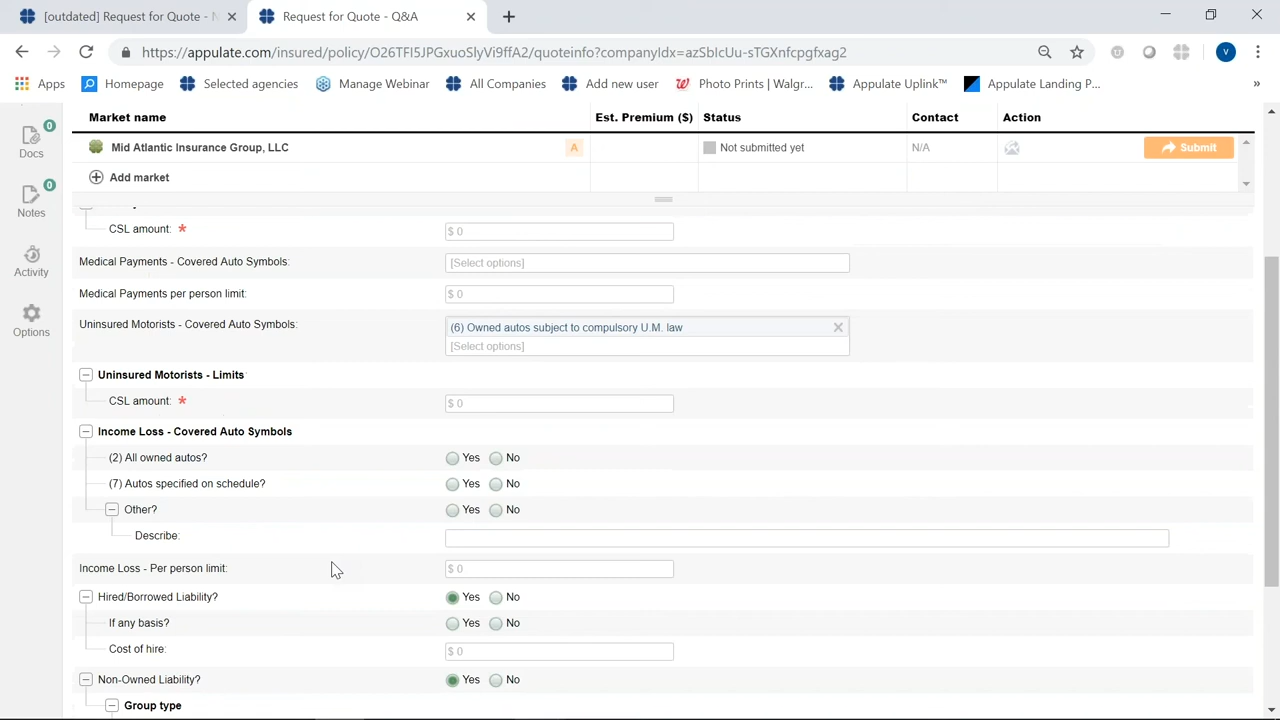 [outdated] Request for Quote - N
Request for Quote - Q&A
https://appulate.com/insured/policy/O26TFI5JPGxuoSlyVi9ffA2/quoteinfo?companyIdx=azSbIcUu-sTGXnfcpgfxag2
V
Apps Homepage Selected agencies Manage Webinar All Companies Add new user Photo Prints | Walgr... Appulate Uplink™ Appulate Landing P... »
Market name Est. Premium ($) Status Contact Action
Mid Atlantic Insurance Group, LLC A Not submitted yet N/A Submit
Add market
0
Docs
0
Notes
Activity
Options
CSL amount: * $ 0
Medical Payments - Covered Auto Symbols: [Select options]
Medical Payments per person limit: $ 0
Uninsured Motorists - Covered Auto Symbols: (6) Owned autos subject to compulsory U.M. law
[Select options]
Uninsured Motorists - Limits
CSL amount: * $ 0
Income Loss - Covered Auto Symbols
(2) All owned autos? Yes No
(7) Autos specified on schedule? Yes No
Other? Yes No
Describe:
Income Loss - Per person limit: $ 0
Hired/Borrowed Liability? Yes No
If any basis? Yes No
Cost of hire: $ 0
Non-Owned Liability? Yes No
Group type